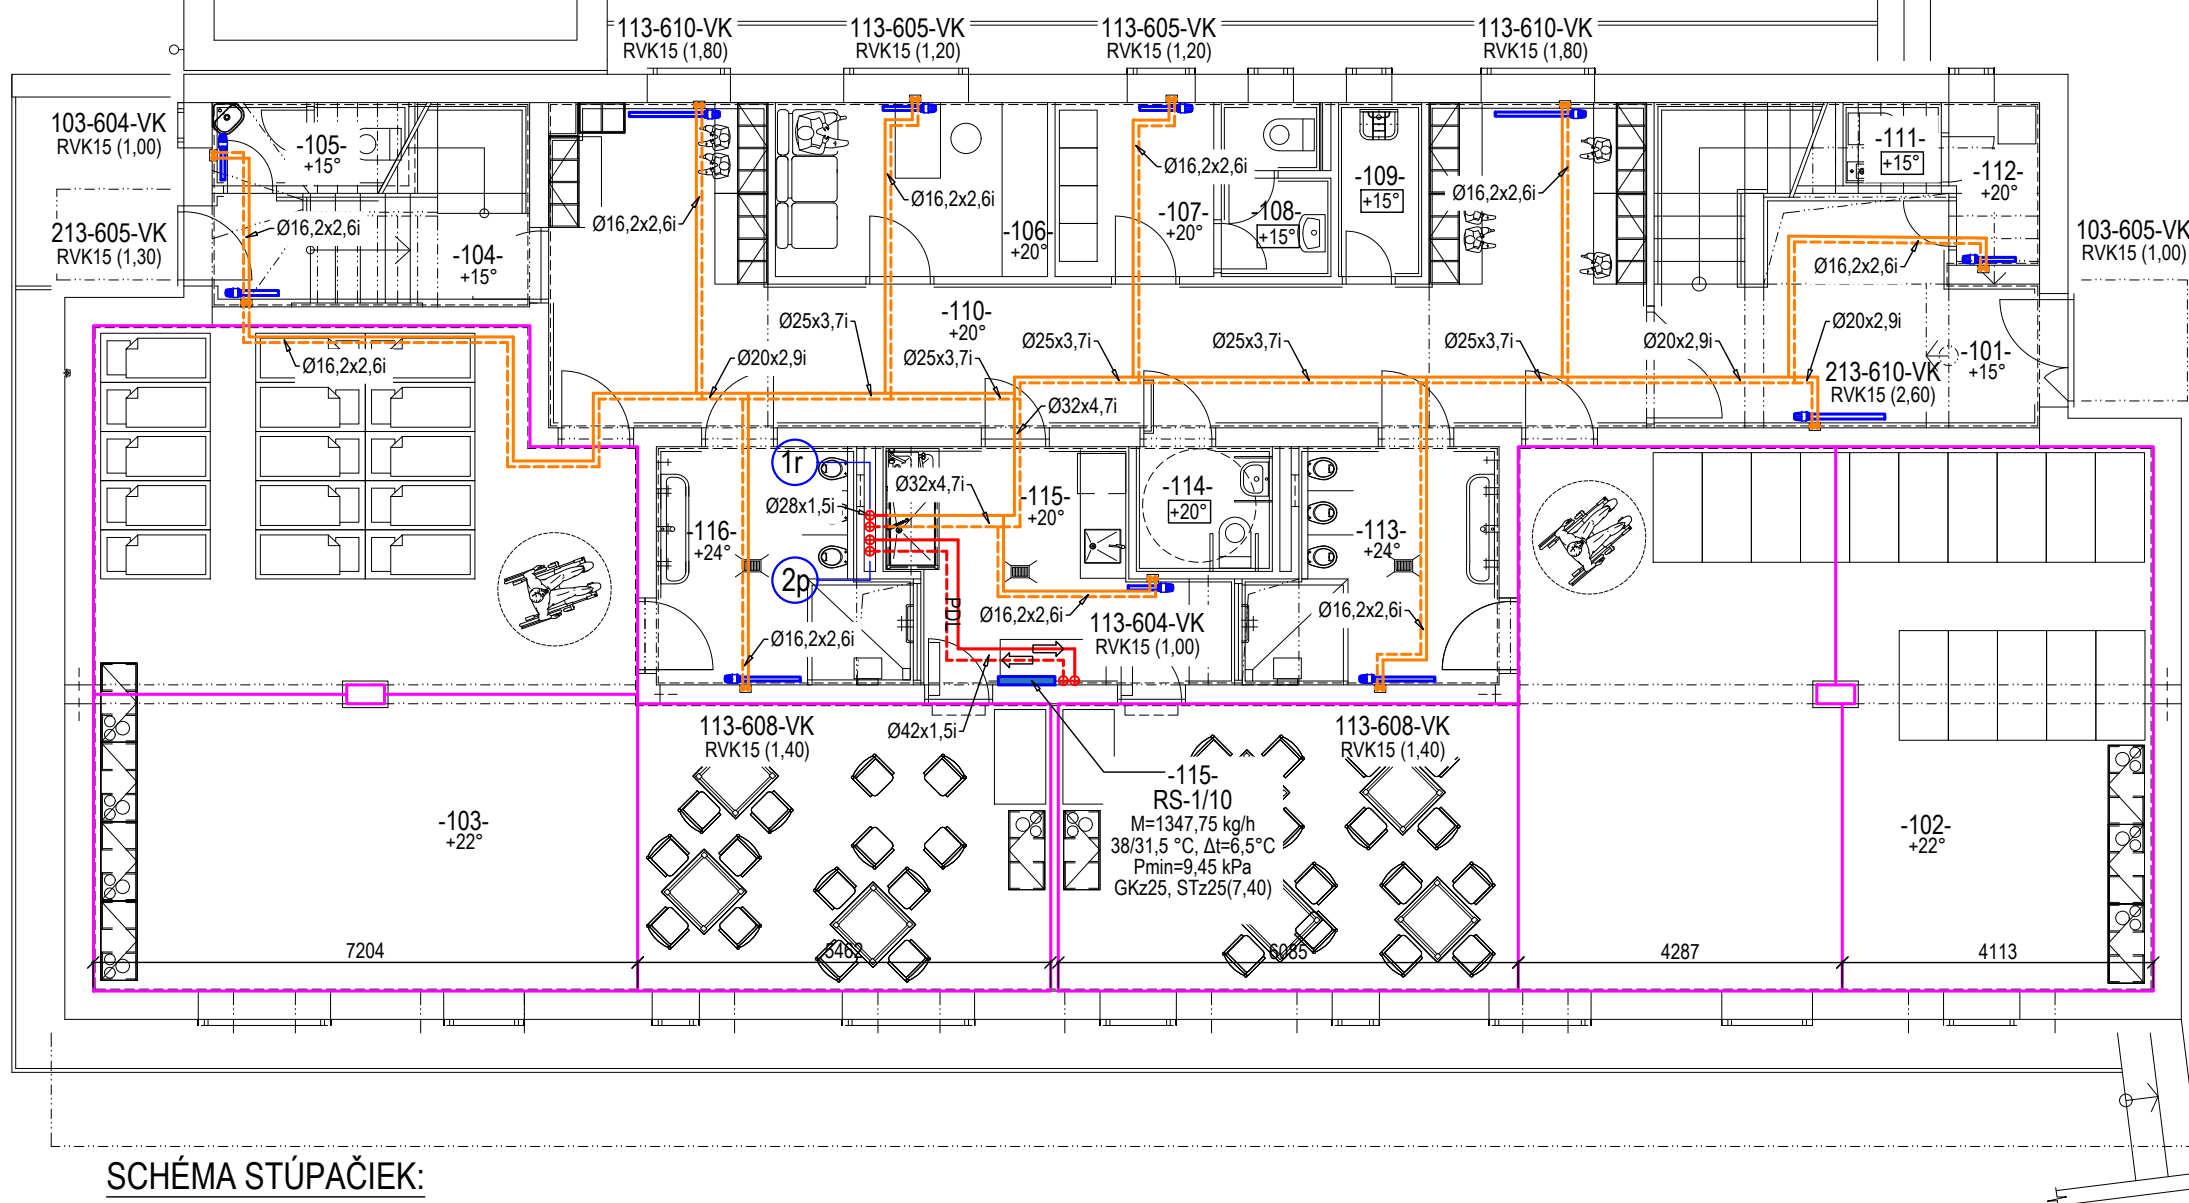 113-610-VK
RVK15 (1,80)
113-605-VK
RVK15 (1,20)
113-605-VK
RVK15 (1,20)
113-610-VK
RVK15 (1,80)
103-604-VK
RVK15 (1,00)
-105-
+15°
213-605-VK
RVK15 (1,30)
Ø16,2x2,6i
-104-
+15°
Ø16,2x2,6i
Ø16,2x2,6i
-106-
+20°
Ø16,2x2,6i
-107-
+20°
-108-
+15°
-109-
+15°
Ø16,2x2,6i
-111-
+15°
-112-
+20°
103-605-VK
RVK15 (1,00)
Ø16,2x2,6i
Ø16,2x2,6i
Ø20x2,9i
Ø25x3,7i
-110-
+20°
Ø25x3,7i
Ø25x3,7i
Ø25x3,7i
Ø25x3,7i
Ø20x2,9i
Ø20x2,9i
-101-
+15°
213-610-VK
RVK15 (2,60)
Ø32x4,7i
1r
Ø28x1,5i
Ø32x4,7i
-115-
+20°
-114-
+20°
-116-
+24°
-113-
+24°
2p
PDL
Ø16,2x2,6i
Ø16,2x2,6i
113-604-VK
RVK15 (1,00)
Ø16,2x2,6i
113-608-VK
RVK15 (1,40)
Ø42x1,5i
113-608-VK
RVK15 (1,40)
-115-
RS-1/10
M=1347,75 kg/h
38/31,5 °C, Δt=6,5°C
Pmin=9,45 kPa
GKz25, STz25(7,40)
-103-
+22°
-102-
+22°
7204
5462
6085
4287
4113
SCHÉMA STÚPAČIEK: